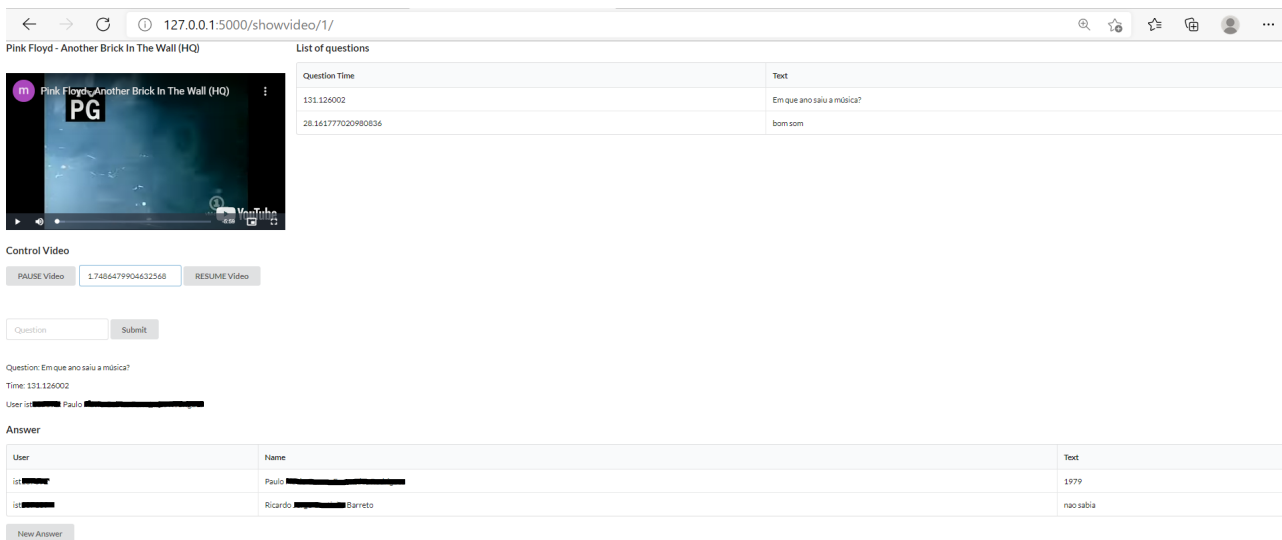 127.0.0.1:5000/showvideo/1/
Pink Floyd - Another Brick In The Wall (HQ)
List of questions
Question Time Text
131.126002 Em que ano saiu a música?
28.161777020980836 bom som
m Pink Floyd - Another Brick In The Wall (HQ)
PG
YouTube
-5:59
Control Video
PAUSE Video 1.7486479904632568 RESUME Video
Question Submit
Question: Em que ano saiu a música?
Time: 131.126002
User ist Paulo
Answer
User Name Text
ist Paulo 1979
ist Ricardo Barreto nao sabia
New Answer